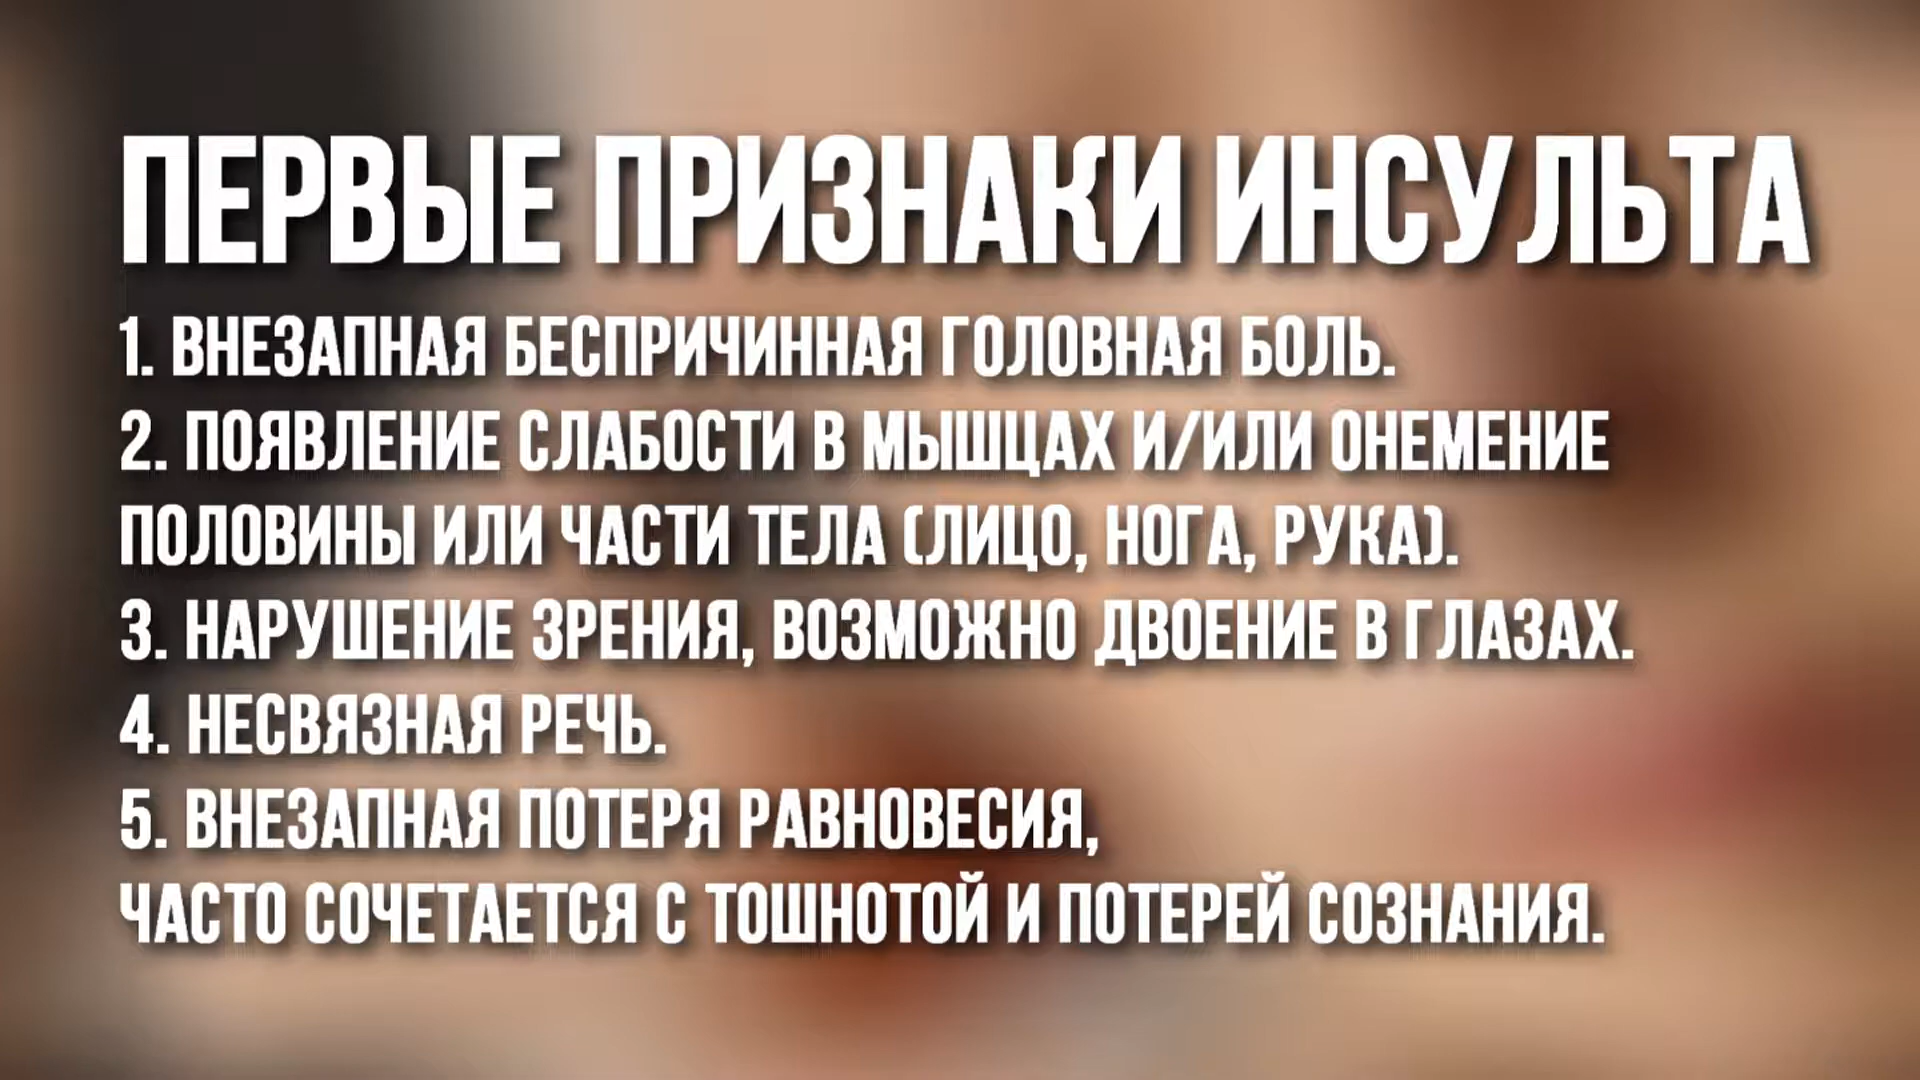 ПЕРВЫЕ ПРИЗНАКИ ИНСУЛЬТА
1. ВНЕЗАПНАЯ БЕСПРИЧИННАЯ ГОЛОВНАЯ БОЛЬ.
2. ПОЯВЛЕНИЕ СЛАБОСТИ В МЫШЦАХ И/ИЛИ ОНЕМЕНИЕ
ПОЛОВИНЫ ИЛИ ЧАСТИ ТЕЛА (ЛИЦО, НОГА, РУКА).
3. НАРУШЕНИЕ ЗРЕНИЯ, ВОЗМОЖНО ДВОЕНИЕ В ГЛАЗАХ.
4. НЕСВЯЗНАЯ РЕЧЬ.
5. ВНЕЗАПНАЯ ПОТЕРЯ РАВНОВЕСИЯ,
ЧАСТО СОЧЕТАЕТСЯ С ТОШНОТОЙ И ПОТЕРЕЙ СОЗНАНИЯ.